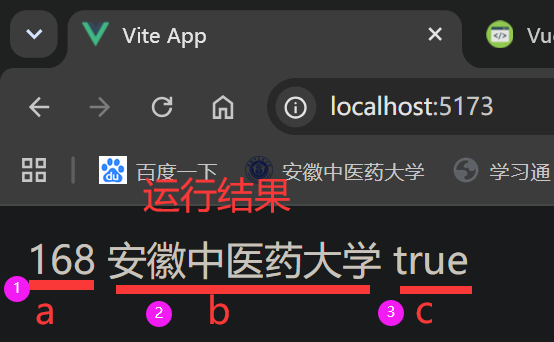 Vite App
Vue
localhost:5173
百度一下 安徽中医药大学 学习通
运行结果
168 安徽中医药大学 true
1 a 2 b 3 c